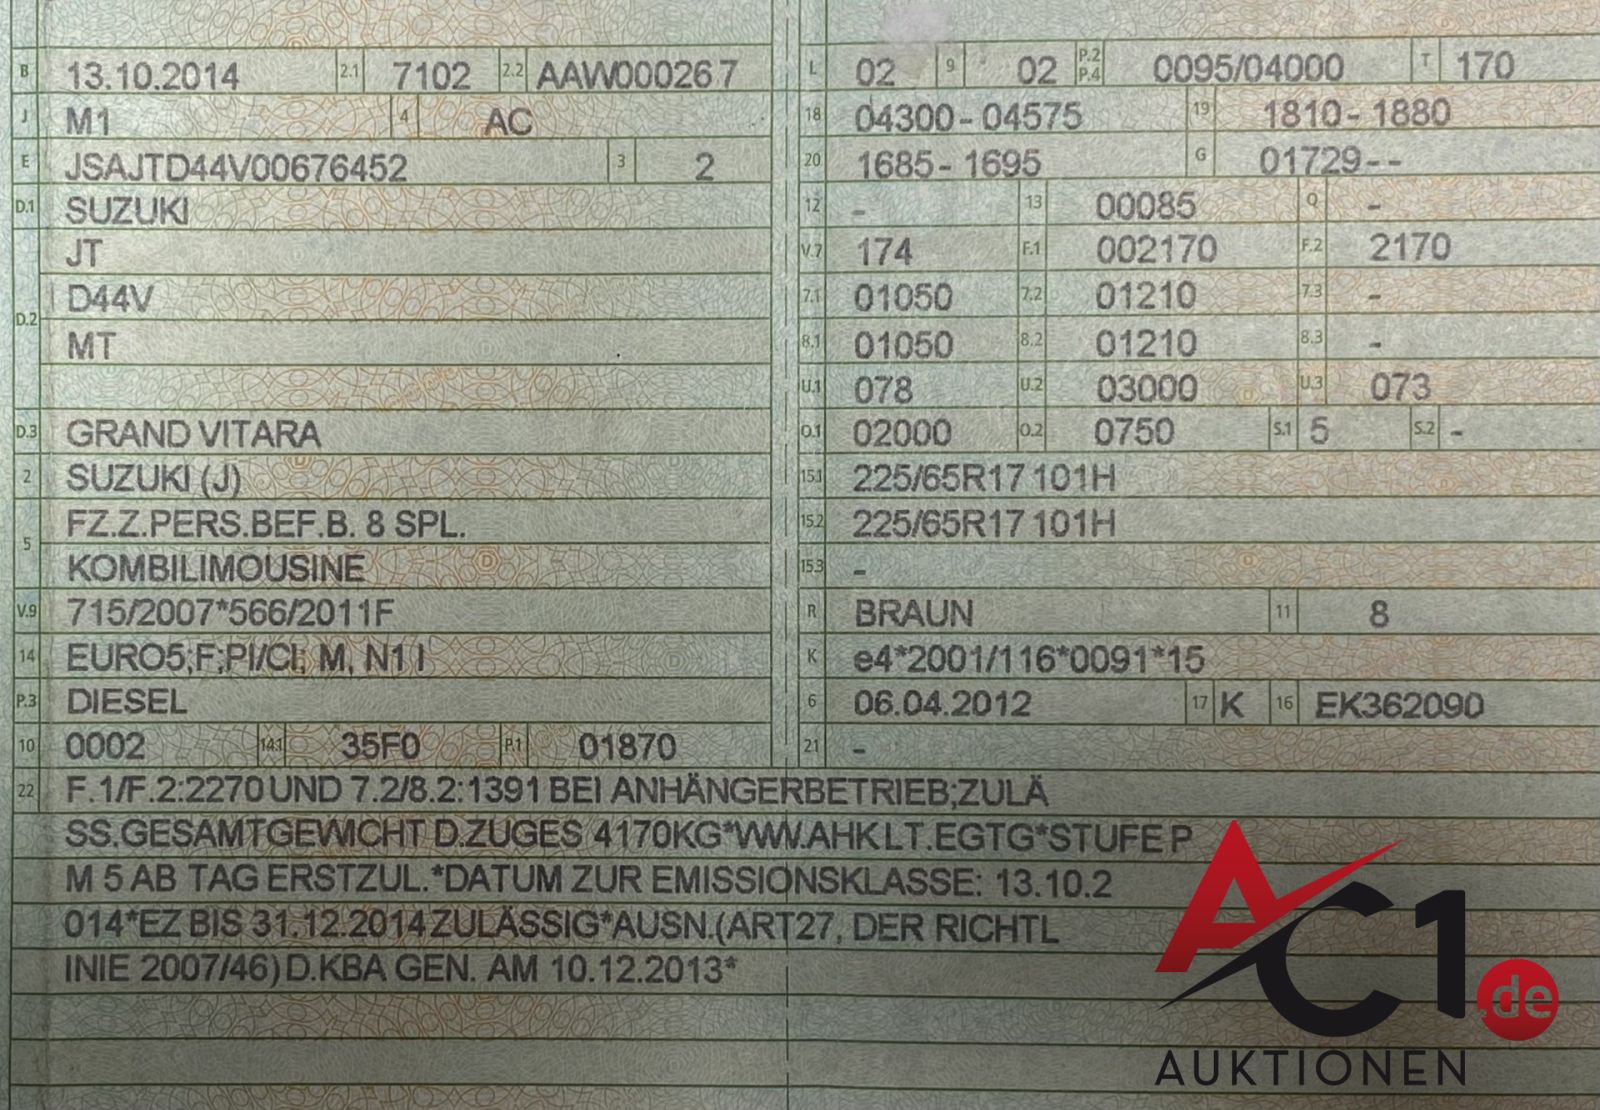 B 13.10.2014 2.1 7102 2.2 AAW000267
J M1 4 AC
E JSAJTD44V00676452 3 2
D.1 SUZUKI
JT
D.2 D44V
MT
D.3 GRAND VITARA
2 SUZUKI (J)
5 FZ.Z.PERS.BEF.B. 8 SPL.
KOMBILIMOUSINE
V.9 715/2007*566/2011F
14 EURO5;F;PI/CI; M, N1 I
P.3 DIESEL
10 0002 14.1 35F0 P.1 01870
L 02 9 02 P.2 P.4 0095/04000 T 170
18 04300-04575 19 1810-1880
20 1685-1695 G 01729--
12 - 13 00085 Q -
V.7 174 F.1 002170 F.2 2170
7.1 01050 7.2 01210 7.3 -
8.1 01050 8.2 01210 8.3 -
U.1 078 U.2 03000 U.3 073
O.1 02000 O.2 0750 S.1 5 S.2 -
15.1 225/65R17 101H
15.2 225/65R17 101H
15.3 -
R BRAUN 11 8
K e4*2001/116*0091*15
6 06.04.2012 17 K 16 EK362090
21 -
22 F.1/F.2:2270 UND 7.2/8.2:1391 BEI ANHÄNGERBETRIEB;ZULÄ
SS.GESAMTGEWICHT D.ZUGES 4170KG*WW.AHK LT.EGTG*STUFE P
M 5 AB TAG ERSTZUL.*DATUM ZUR EMISSIONSKLASSE: 13.10.2
014*EZ BIS 31.12.2014 ZULÄSSIG*AUSN.(ART27, DER RICHTL
INIE 2007/46) D.KBA GEN. AM 10.12.2013*
AC1.de
AUKTIONEN